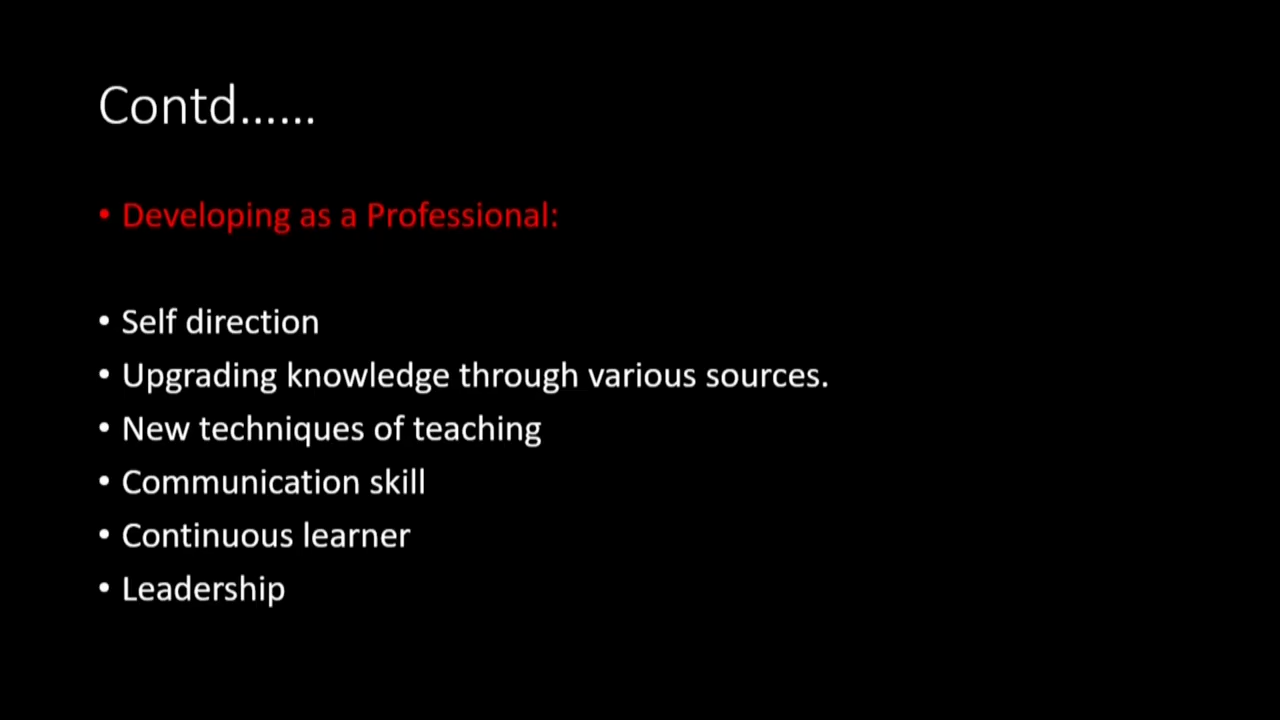 Contd......
• Developing as a Professional:
• Self direction
• Upgrading knowledge through various sources.
• New techniques of teaching
• Communication skill
• Continuous learner
• Leadership